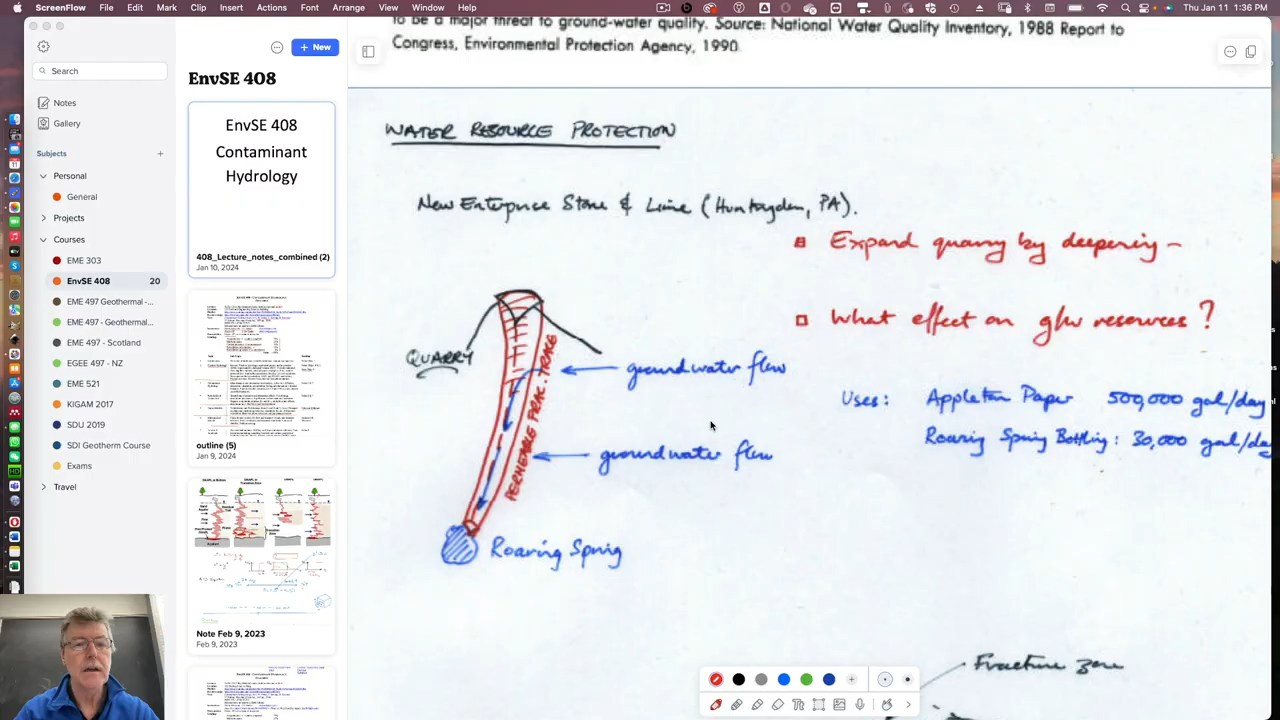 ScreenFlow File Edit Mark Actions Arrange View Window Help
Thu Jan 11 1:36 PM
to be a major threat to ground-water quality. Source: National Water Quality Inventory, 1988 Report to
Congress, Environmental Protection Agency, 1990.
Search
Notes
Gallery
Subjects
Personal
General
Projects
Courses
EME 303
EnvSE 408 20
EME 497 Geothermal -...
EME 497 - Geothermal...
EME 497 - Scotland
EGEE 497 - NZ
EME 521
KIGAM 2017
SDU 2019
SDI Geotherm Course
Exams
Travel
New
EnvSE 408
EnvSE 408
Contaminant
Hydrology
408_Lecture_notes_combined (2)
Jan 10, 2024
outline (5)
Jan 9, 2024
Note Feb 9, 2023
Feb 9, 2023
WATER RESOURCE PROTECTION
New Enterprise Stone & Lime (Huntingdon, PA).
Expand quarry by deepening -
What effect on ghw resources ?
QUARRY
PERMEABLE FRAC. ZONE
groundwater flow
groundwater flow
Uses: Appleton Paper 500,000 gal/day
Roaring Spring Bottling: 30,000 gal/day
Roaring Spring
Fracture Zone